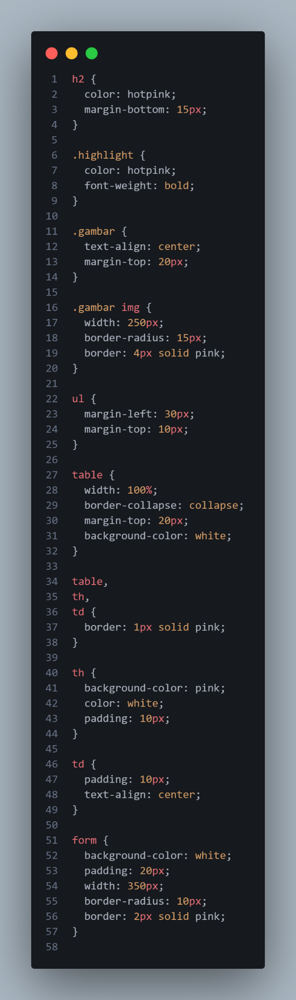 1 h2 {
2   color: hotpink;
3   margin-bottom: 15px;
4 }
5
6 .highlight {
7   color: hotpink;
8   font-weight: bold;
9 }
10
11 .gambar {
12   text-align: center;
13   margin-top: 20px;
14 }
15
16 .gambar img {
17   width: 250px;
18   border-radius: 15px;
19   border: 4px solid pink;
20 }
21
22 ul {
23   margin-left: 30px;
24   margin-top: 10px;
25 }
26
27 table {
28   width: 100%;
29   border-collapse: collapse;
30   margin-top: 20px;
31   background-color: white;
32 }
33
34 table,
35 th,
36 td {
37   border: 1px solid pink;
38 }
39
40 th {
41   background-color: pink;
42   color: white;
43   padding: 10px;
44 }
45
46 td {
47   padding: 10px;
48   text-align: center;
49 }
50
51 form {
52   background-color: white;
53   padding: 20px;
54   width: 350px;
55   border-radius: 10px;
56   border: 2px solid pink;
57 }
58